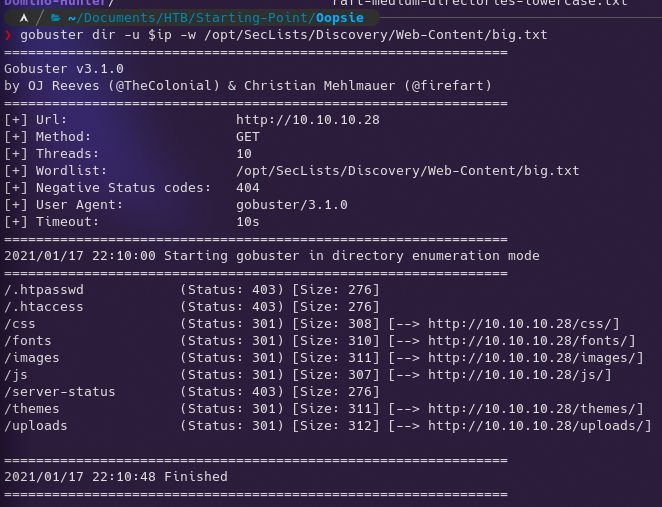 Domino-Hunter/ raft-medium-directories-lowercase.txt
~/Documents/HTB/Starting-Point/Oopsie
❯ gobuster dir -u $ip -w /opt/SecLists/Discovery/Web-Content/big.txt
===============================================================
Gobuster v3.1.0
by OJ Reeves (@TheColonial) & Christian Mehlmauer (@firefart)
===============================================================
[+] Url: http://10.10.10.28
[+] Method: GET
[+] Threads: 10
[+] Wordlist: /opt/SecLists/Discovery/Web-Content/big.txt
[+] Negative Status codes: 404
[+] User Agent: gobuster/3.1.0
[+] Timeout: 10s
===============================================================
2021/01/17 22:10:00 Starting gobuster in directory enumeration mode
===============================================================
/.htpasswd (Status: 403) [Size: 276]
/.htaccess (Status: 403) [Size: 276]
/css (Status: 301) [Size: 308] [--> http://10.10.10.28/css/]
/fonts (Status: 301) [Size: 310] [--> http://10.10.10.28/fonts/]
/images (Status: 301) [Size: 311] [--> http://10.10.10.28/images/]
/js (Status: 301) [Size: 307] [--> http://10.10.10.28/js/]
/server-status (Status: 403) [Size: 276]
/themes (Status: 301) [Size: 311] [--> http://10.10.10.28/themes/]
/uploads (Status: 301) [Size: 312] [--> http://10.10.10.28/uploads/]
===============================================================
2021/01/17 22:10:48 Finished
===============================================================